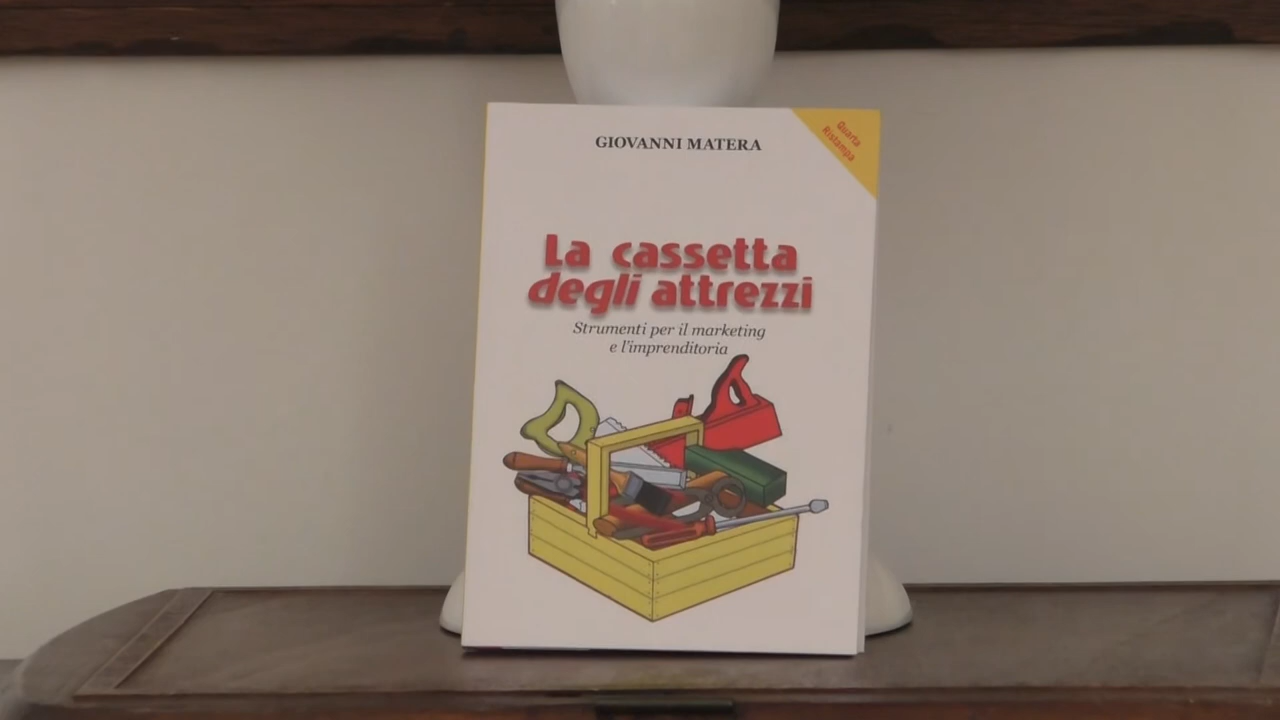 GIOVANNI MATERA
Quarta
Ristampa
La cassetta
degli attrezzi
Strumenti per il marketing
e l'imprenditoria